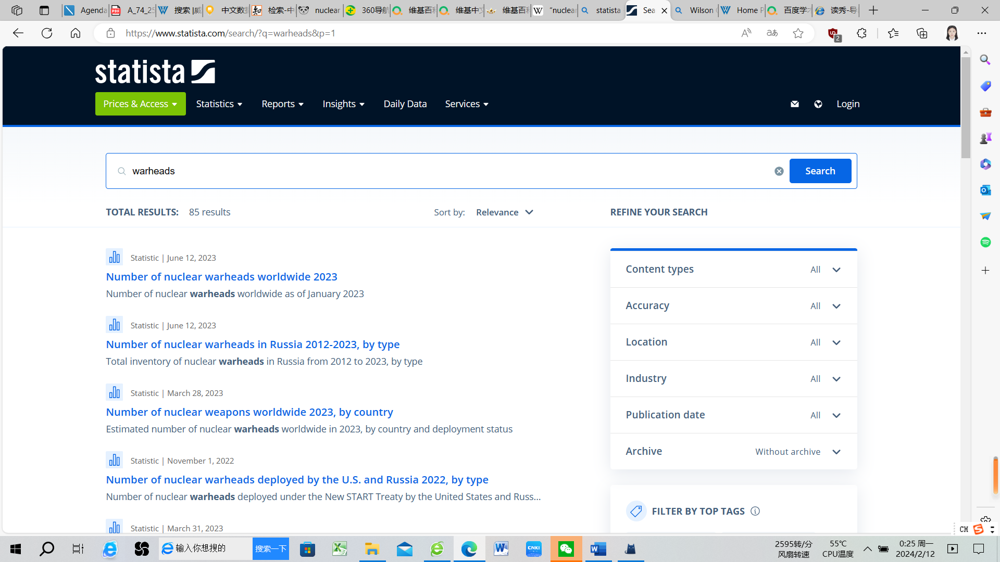 Agenda
A_74_25
搜索 |威
中文数据
检索-中
nuclear
360导航
维基百科
维基中文
维基百科
"nuclear
statista
Sea
Wilson
Home P
百度学术
读秀-导
https://www.statista.com/search/?q=warheads&p=1
2
statista
Prices & Access
Statistics
Reports
Insights
Daily Data
Services
Login
warheads
Search
TOTAL RESULTS: 85 results
Sort by: Relevance
REFINE YOUR SEARCH
Statistic | June 12, 2023
Number of nuclear warheads worldwide 2023
Number of nuclear warheads worldwide as of January 2023
Statistic | June 12, 2023
Number of nuclear warheads in Russia 2012-2023, by type
Total inventory of nuclear warheads in Russia from 2012 to 2023, by type
Statistic | March 28, 2023
Number of nuclear weapons worldwide 2023, by country
Estimated number of nuclear warheads worldwide in 2023, by country and deployment status
Statistic | November 1, 2022
Number of nuclear warheads deployed by the U.S. and Russia 2022, by type
Number of nuclear warheads deployed under the New START Treaty by the United States and Russ...
Statistic | March 31, 2023
Content types All
Accuracy All
Location All
Industry All
Publication date All
Archive Without archive
FILTER BY TOP TAGS
CH
输入你想搜的
搜索一下
CNKI
2595转/分
风扇转速
55℃
CPU温度
0:25 周一
2024/2/12